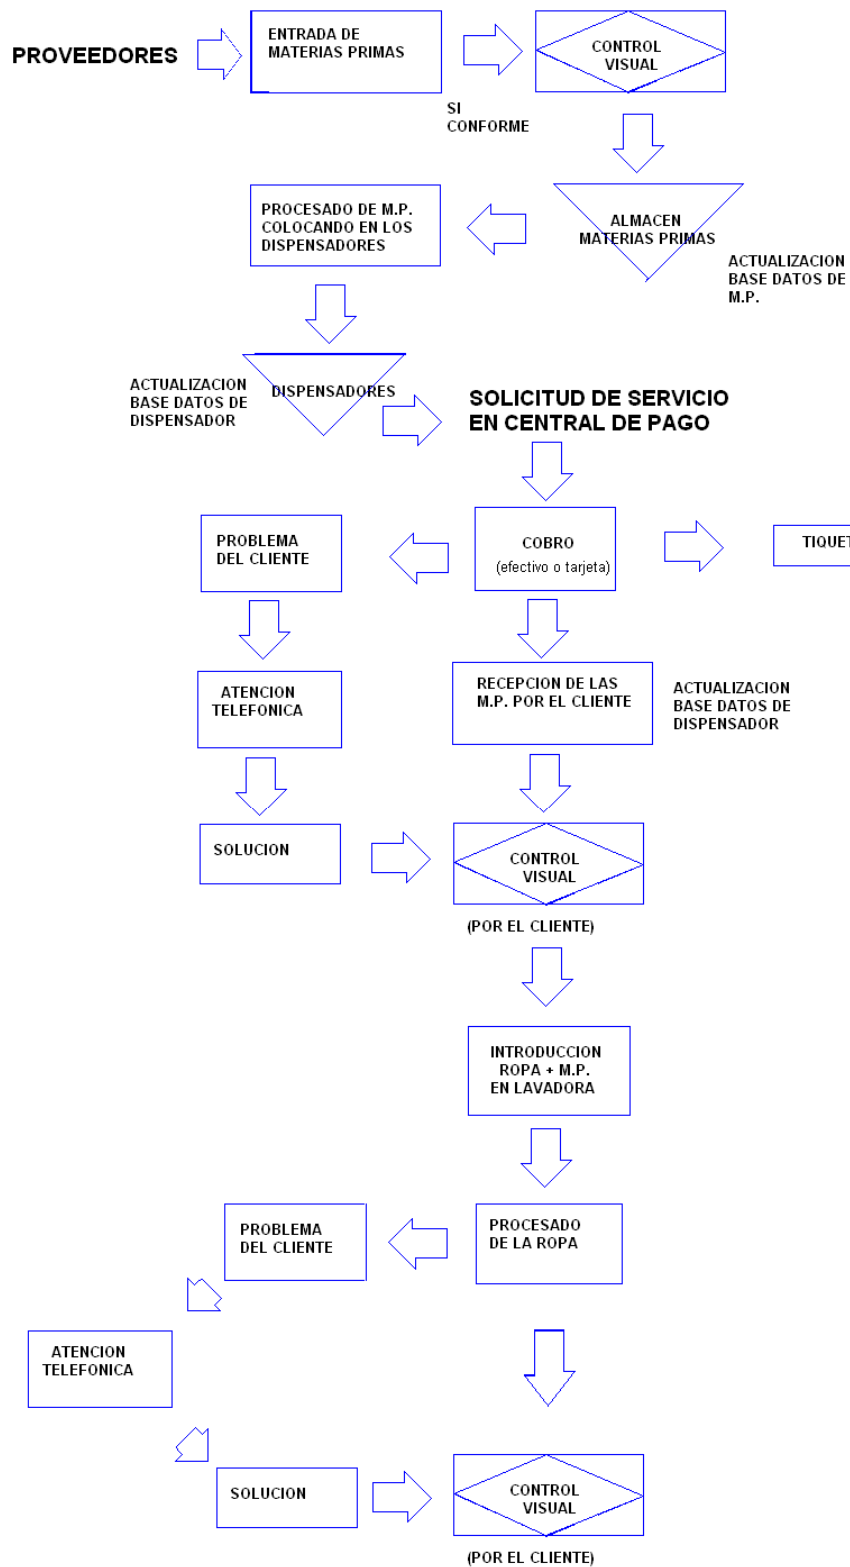 PROVEEDORES
ENTRADA DE
MATERIAS PRIMAS
CONTROL
VISUAL
SI
CONFORME
PROCESADO DE M.P.
COLOCANDO EN LOS
DISPENSADORES
ALMACEN
MATERIAS PRIMAS
ACTUALIZACION
BASE DATOS DE
M.P.
ACTUALIZACION
BASE DATOS DE
DISPENSADOR
DISPENSADORES
SOLICITUD DE SERVICIO
EN CENTRAL DE PAGO
PROBLEMA
DEL CLIENTE
COBRO
(efectivo o tarjeta)
TIQUET
ATENCION
TELEFONICA
RECEPCION DE LAS
M.P. POR EL CLIENTE
ACTUALIZACION
BASE DATOS DE
DISPENSADOR
SOLUCION
CONTROL
VISUAL
(POR EL CLIENTE)
INTRODUCCION
ROPA + M.P.
EN LAVADORA
PROBLEMA
DEL CLIENTE
PROCESADO
DE LA ROPA
ATENCION
TELEFONICA
SOLUCION
CONTROL
VISUAL
(POR EL CLIENTE)